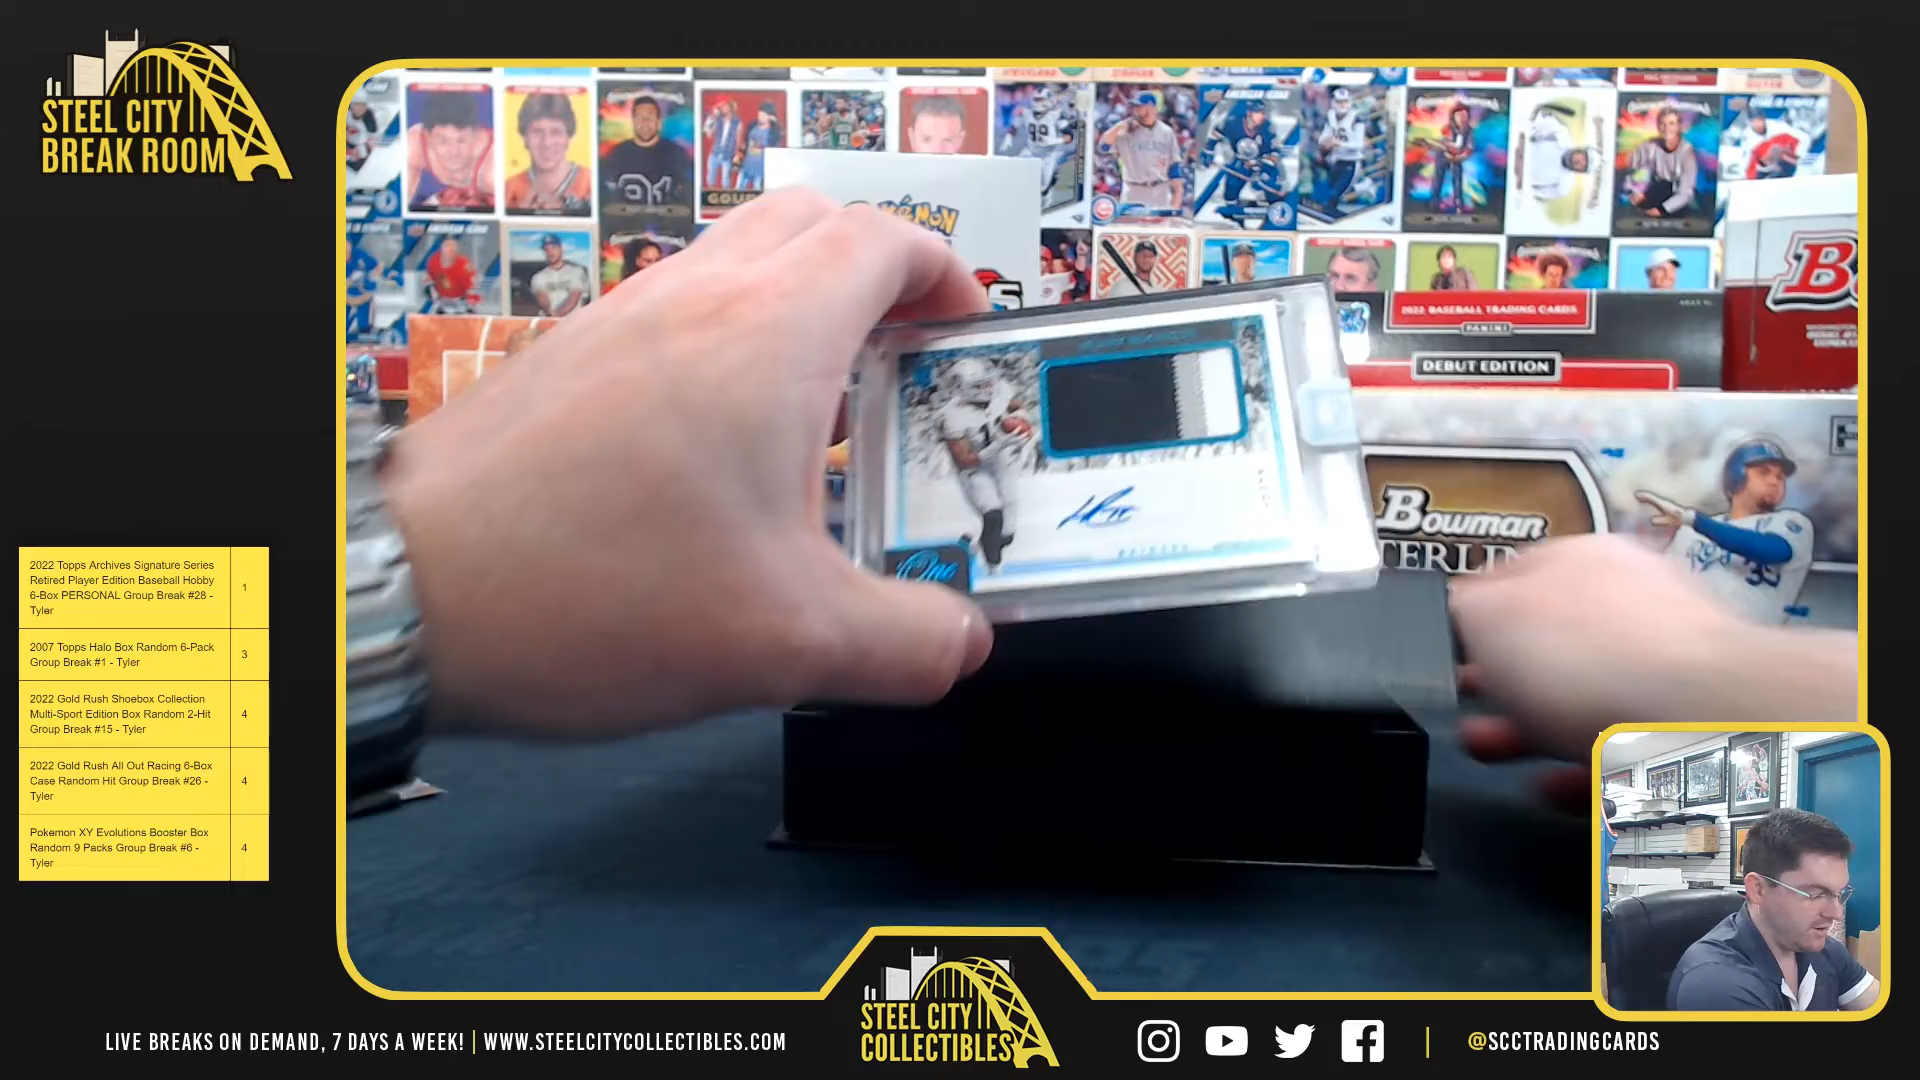 STEEL CITY
BREAK ROOM
POKéMON
2022 BASEBALL TRADING CARDS
PANINI
DEBUT EDITION
B
BOWMAN
STERLIN
One
RAIDERS
2022 Topps Archives Signature Series
Retired Player Edition Baseball Hobby
6-Box PERSONAL Group Break #28 -
Tyler
1
2007 Topps Halo Box Random 6-Pack
Group Break #1 - Tyler
3
2022 Gold Rush Shoebox Collection
Multi-Sport Edition Box Random 2-Hit
Group Break #15 - Tyler
4
2022 Gold Rush All Out Racing 6-Box
Case Random Hit Group Break #26 -
Tyler
4
Pokemon XY Evolutions Booster Box
Random 9 Packs Group Break #6 -
Tyler
4
LIVE BREAKS ON DEMAND, 7 DAYS A WEEK! | WWW.STEELCITYCOLLECTIBLES.COM
STEEL CITY
COLLECTIBLES
@SCCTRADINGCARDS